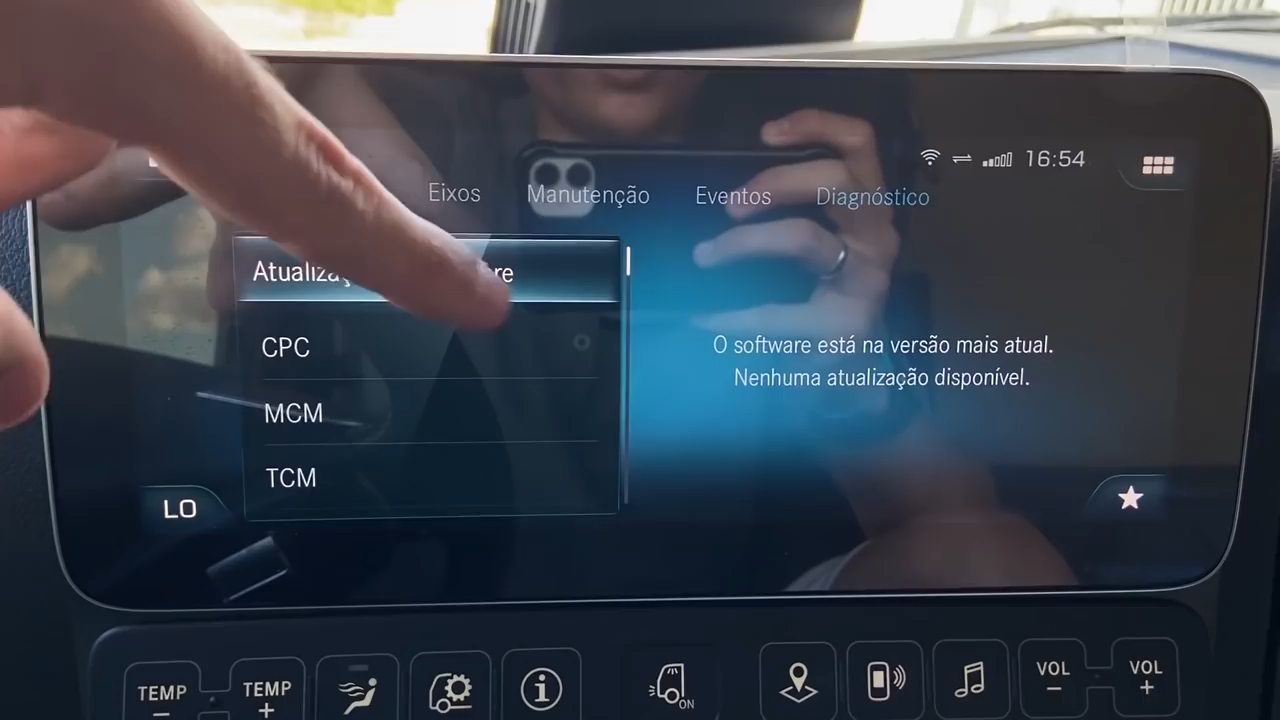 16:54
Eixos
Manutenção
Eventos
Diagnóstico
CPC
MCM
TCM
O software está na versão mais atual.
Nenhuma atualização disponível.
LO
TEMP
−
TEMP
+
ON
VOL
−
VOL
+